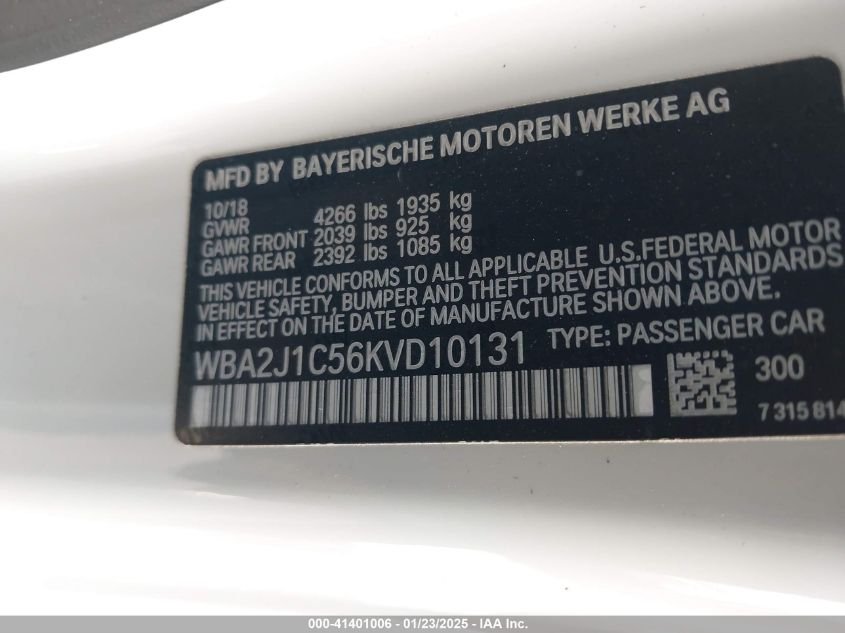 MFD BY BAYERISCHE MOTOREN WERKE AG
10/18
GVWR 4266 lbs 1935 kg
GAWR FRONT 2039 lbs 925 kg
GAWR REAR 2392 lbs 1085 kg
THIS VEHICLE CONFORMS TO ALL APPLICABLE U.S.FEDERAL MOTOR
VEHICLE SAFETY, BUMPER AND THEFT PREVENTION STANDARDS
IN EFFECT ON THE DATE OF MANUFACTURE SHOWN ABOVE.
WBA2J1C56KVD10131 TYPE: PASSENGER CAR
300
7 315 814
000-41401006 - 01/23/2025 - IAA Inc.